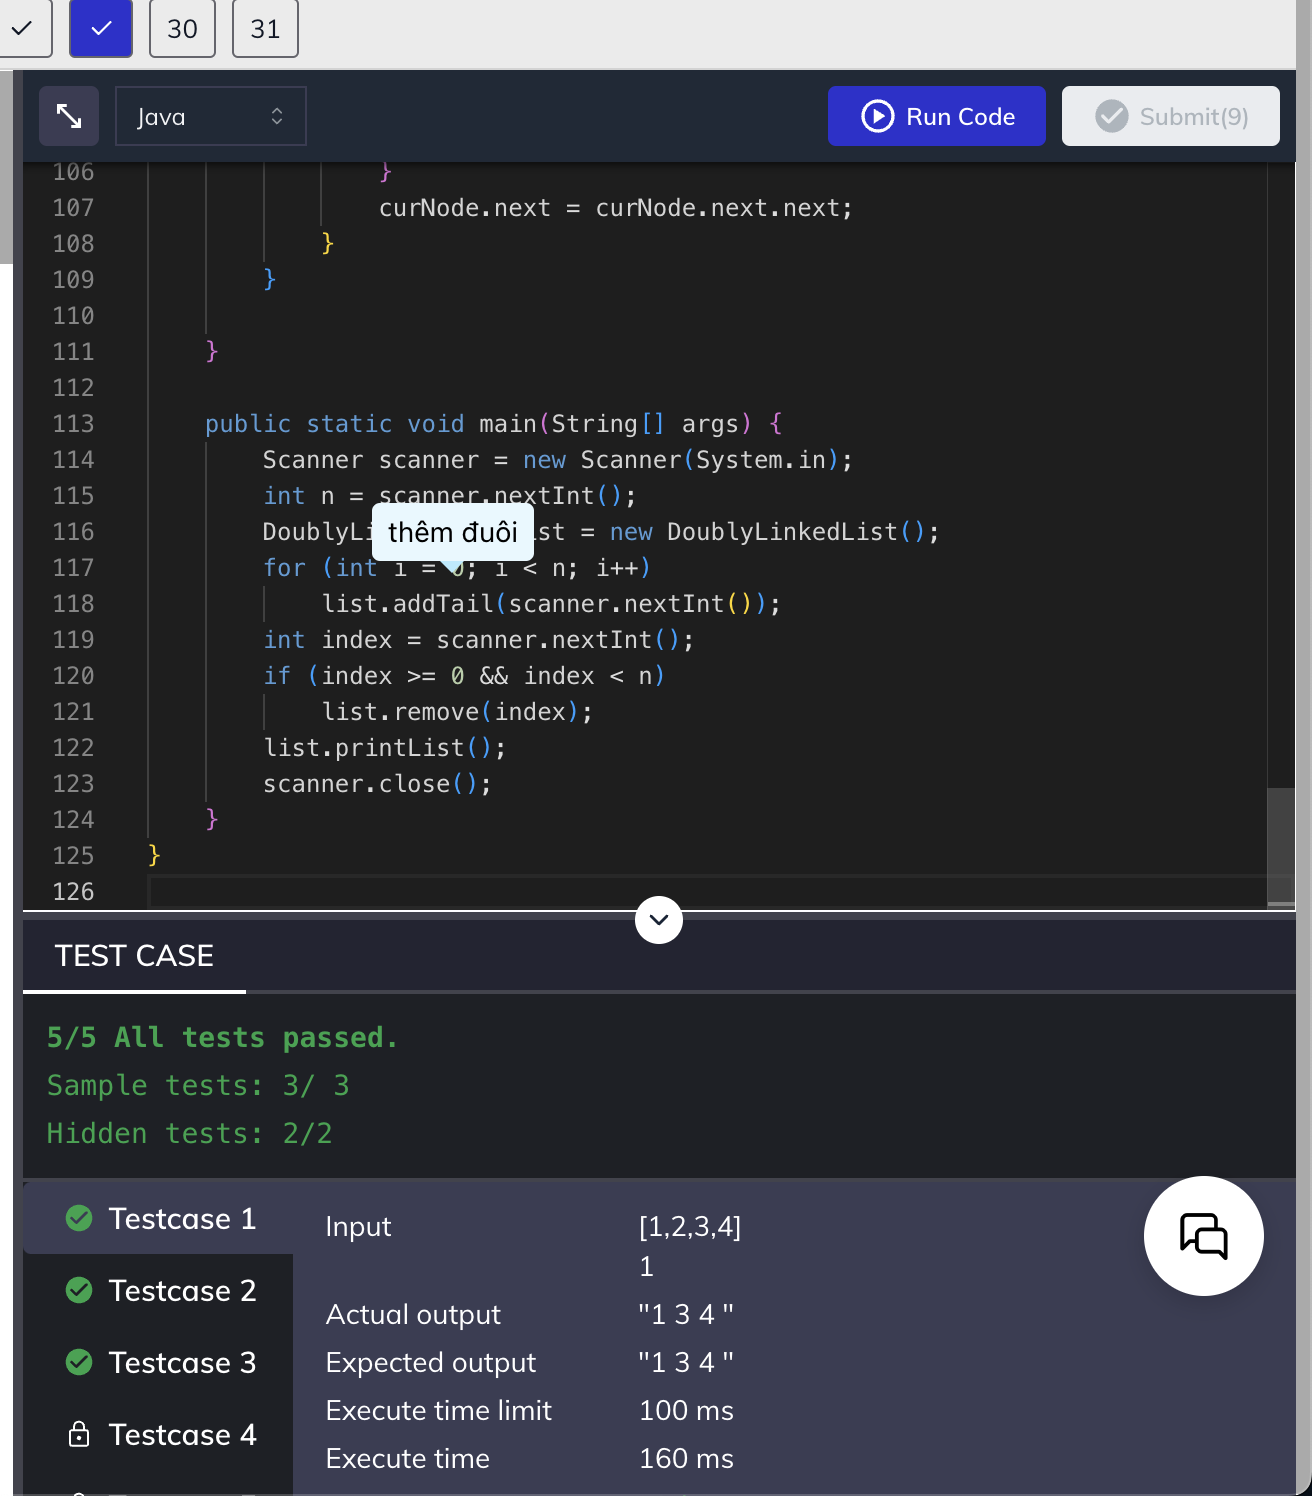 30 31
Java Run Code Submit(9)
106 }
107 curNode.next = curNode.next.next;
108 }
109 }
110
111 }
112
113 public static void main(String[] args) {
114 Scanner scanner = new Scanner(System.in);
115 int n = scanner.nextInt();
116 DoublyLi st = new DoublyLinkedList();
thêm đuôi
117 for (int i = 0; i < n; i++)
118 list.addTail(scanner.nextInt());
119 int index = scanner.nextInt();
120 if (index >= 0 && index < n)
121 list.remove(index);
122 list.printList();
123 scanner.close();
124 }
125 }
126
TEST CASE
5/5 All tests passed.
Sample tests: 3/ 3
Hidden tests: 2/2
Testcase 1
Testcase 2
Testcase 3
Testcase 4
Input [1,2,3,4]
1
Actual output "1 3 4 "
Expected output "1 3 4 "
Execute time limit 100 ms
Execute time 160 ms